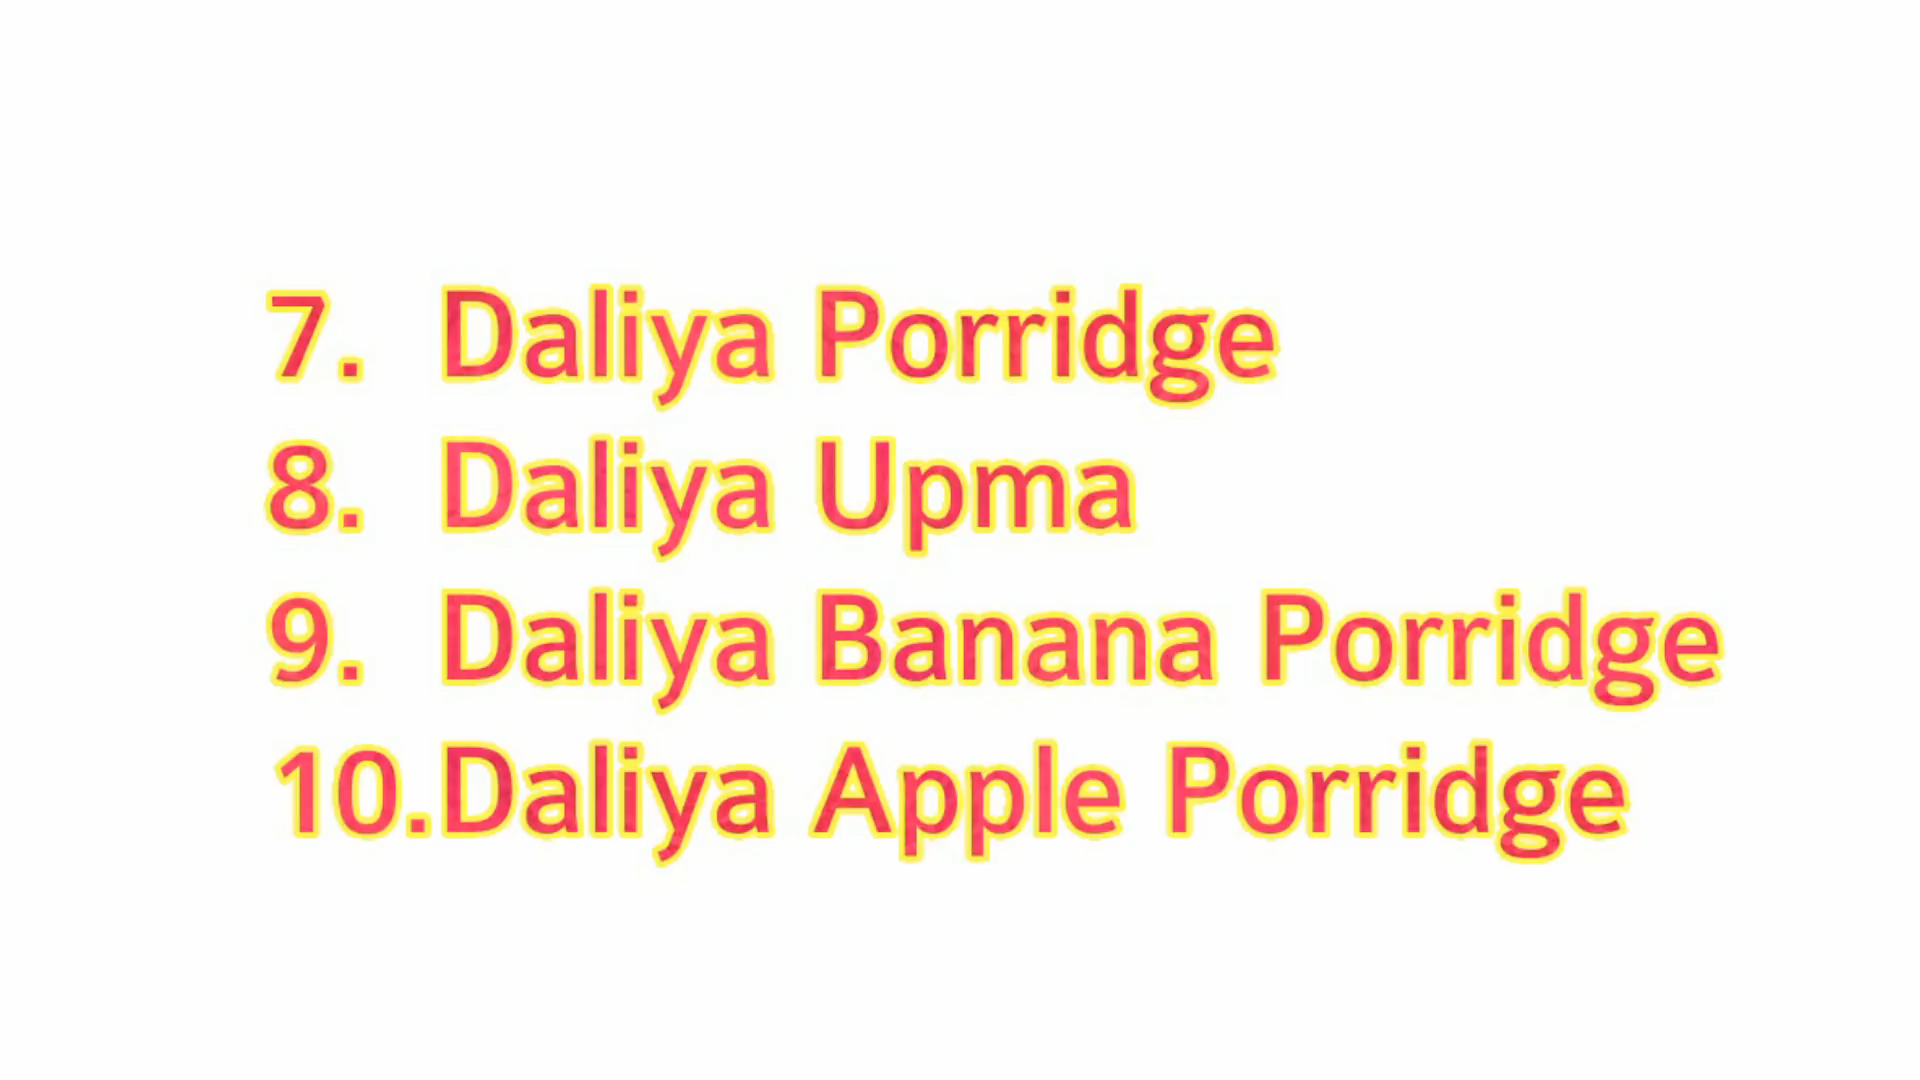 7. Daliya Porridge
8. Daliya Upma
9. Daliya Banana Porridge
10.Daliya Apple Porridge